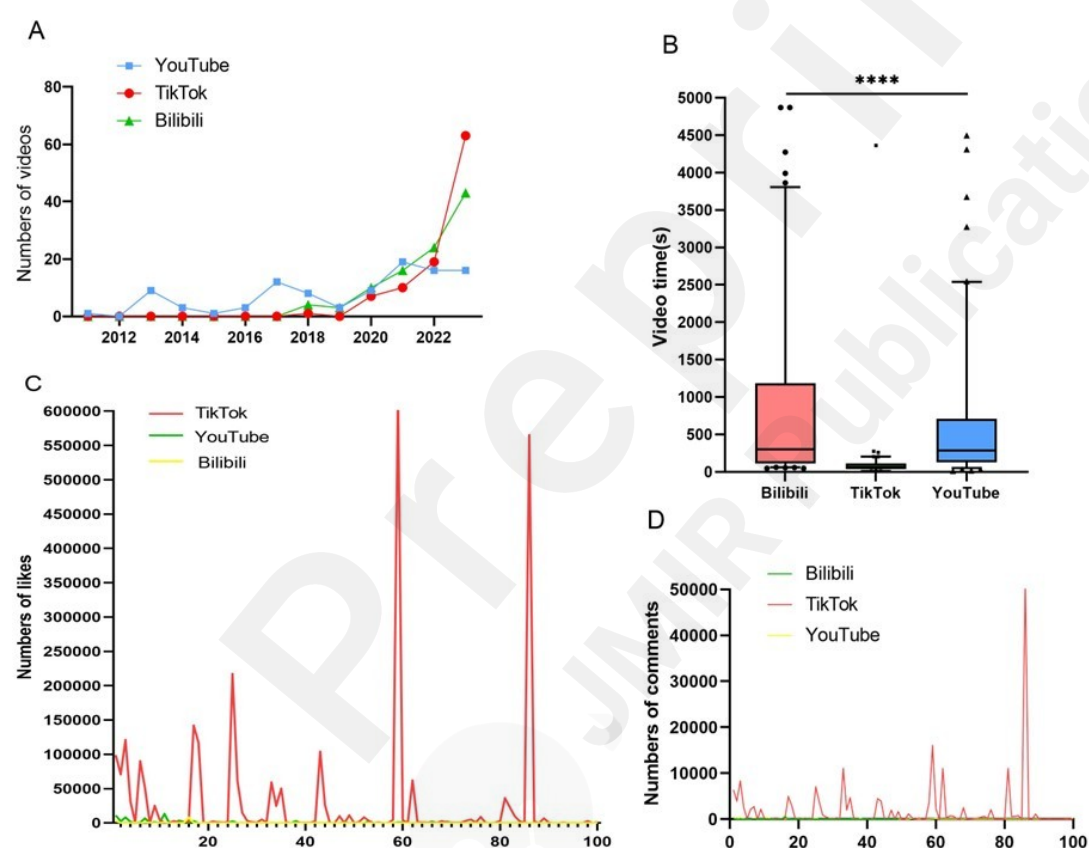 A
YouTube
TikTok
Bilibili
Numbers of videos
80
60
40
20
0
2012 2014 2016 2018 2020 2022
B
****
Video time(s)
5000
4500
4000
3500
3000
2500
2000
1500
1000
500
0
Bilibili TikTok YouTube
C
TikTok
YouTube
Bilibili
Numbers of likes
600000
550000
500000
450000
400000
350000
300000
250000
200000
150000
100000
50000
0
20 40 60 80 100
D
Bilibili
TikTok
YouTube
Numbers of comments
50000
40000
30000
20000
10000
0
0 20 40 60 80 100
Prepri
JMIR Publicatio